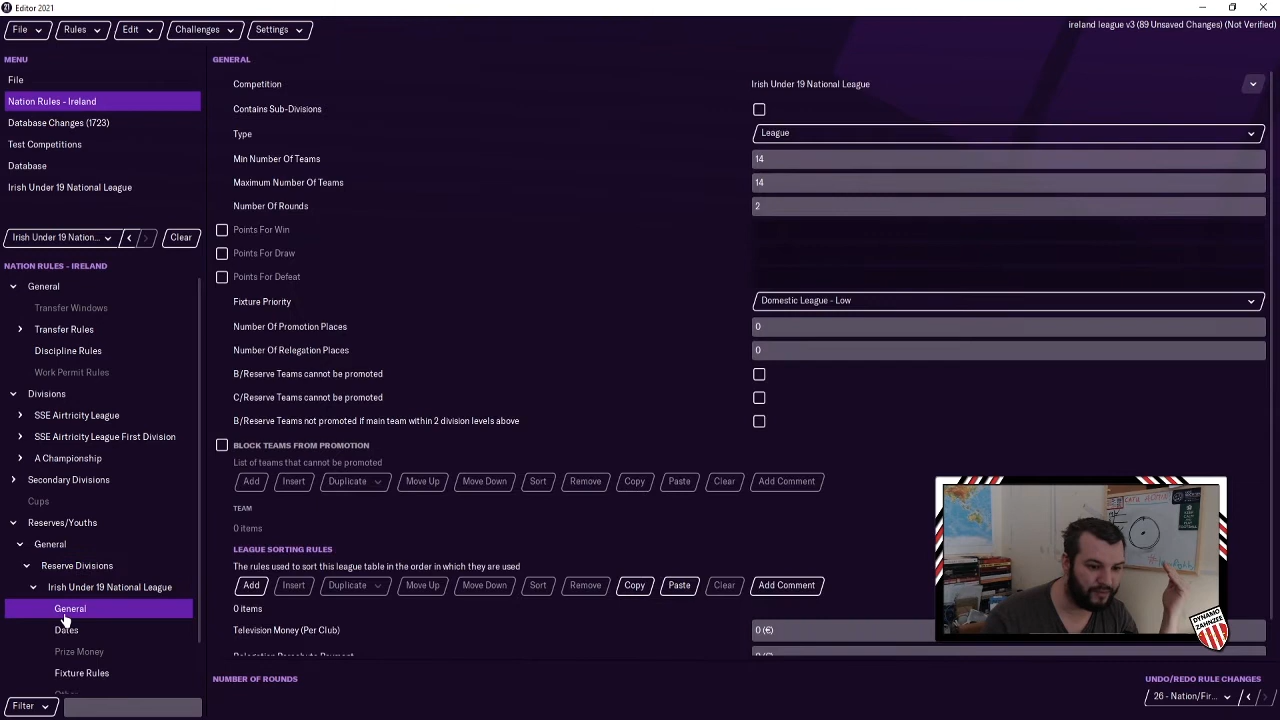 Editor 2021
File Rules Edit Challenges Settings
ireland league v3 (89 Unsaved Changes) (Not Verified)
MENU
File
Nation Rules - Ireland
Database Changes (1723)
Test Competitions
Database
Irish Under 19 National League
Irish Under 19 Nation... Clear
NATION RULES - IRELAND
General
Transfer Windows
Transfer Rules
Discipline Rules
Work Permit Rules
Divisions
SSE Airtricity League
SSE Airtricity League First Division
A Championship
Secondary Divisions
Cups
Reserves/Youths
General
Reserve Divisions
Irish Under 19 National League
General
Dates
Prize Money
Fixture Rules
Other
Filter
GENERAL
Competition Irish Under 19 National League
Contains Sub-Divisions
Type League
Min Number Of Teams 14
Maximum Number Of Teams 14
Number Of Rounds 2
Points For Win
Points For Draw
Points For Defeat
Fixture Priority Domestic League - Low
Number Of Promotion Places 0
Number Of Relegation Places 0
B/Reserve Teams cannot be promoted
C/Reserve Teams cannot be promoted
B/Reserve Teams not promoted if main team within 2 division levels above
BLOCK TEAMS FROM PROMOTION
List of teams that cannot be promoted
Add Insert Duplicate Move Up Move Down Sort Remove Copy Paste Clear Add Comment
TEAM
0 items
LEAGUE SORTING RULES
The rules used to sort this league table in the order in which they are used
Add Insert Duplicate Move Up Move Down Sort Remove Copy Paste Clear Add Comment
0 items
Television Money (Per Club) 0 (€)
Relegation Parachute Payment
DYNAMO
ZAHNZEE
NUMBER OF ROUNDS
UNDO/REDO RULE CHANGES
26 - Nation/Fir...